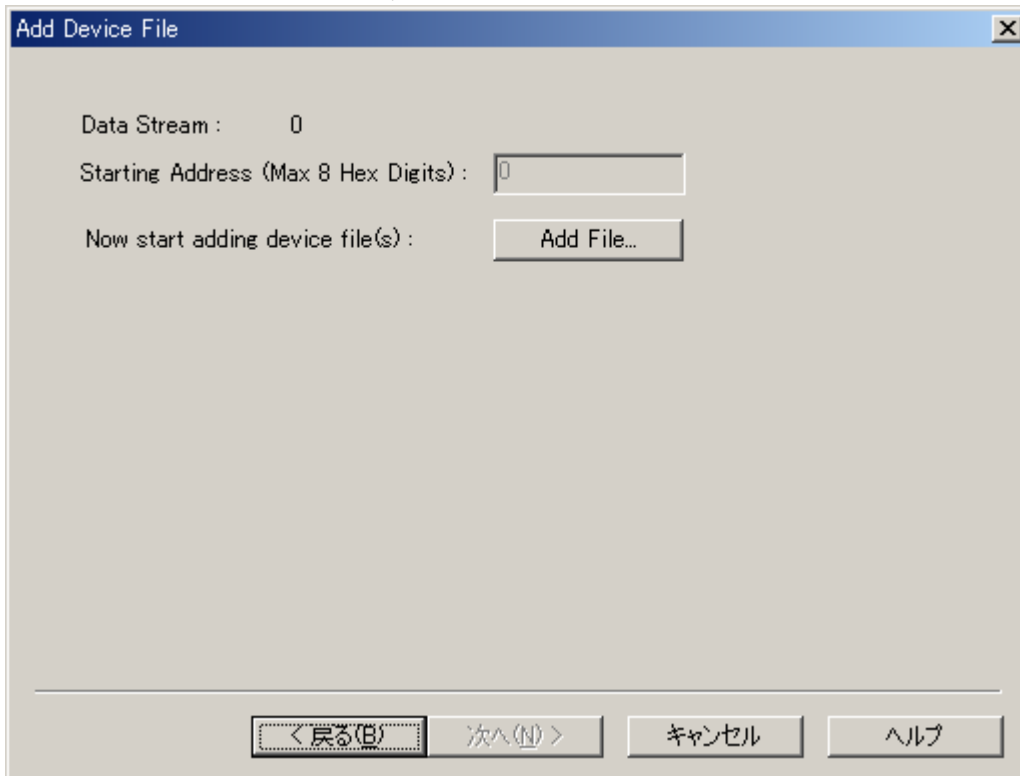 Add Device File
Data Stream : 0
Starting Address (Max 8 Hex Digits) : 0
Now start adding device file(s) : Add File...
< 戻る(B) 次へ(N) > キャンセル ヘルプ